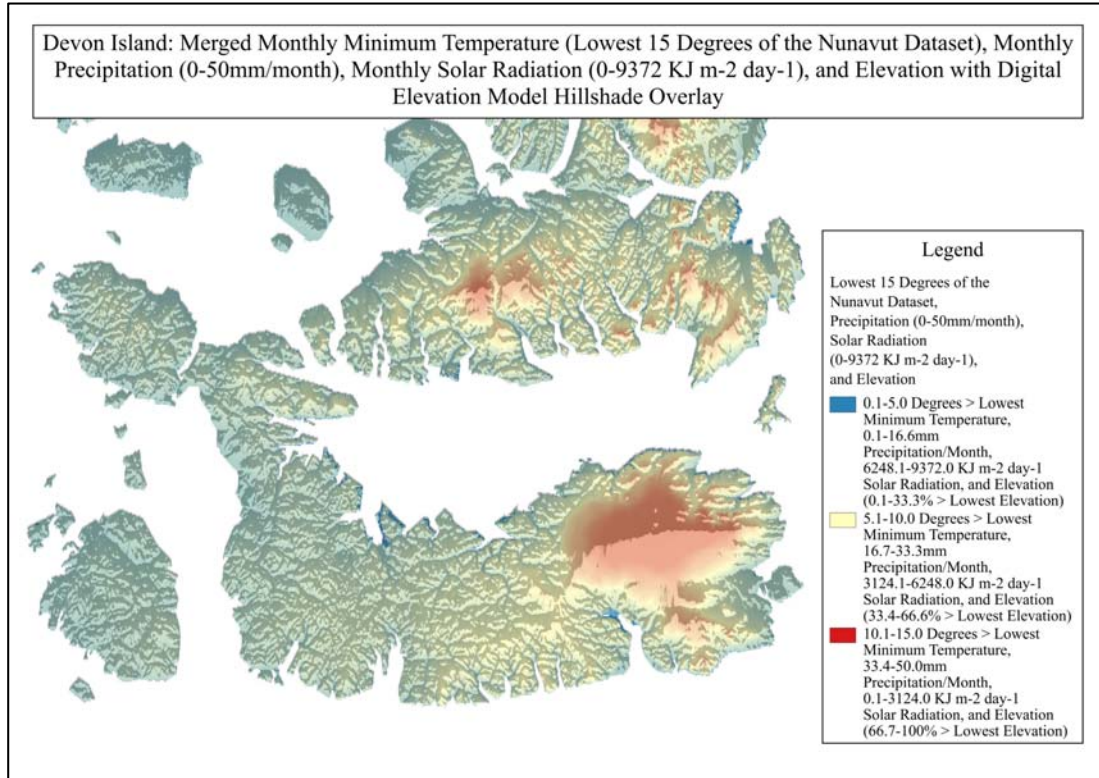 Devon Island: Merged Monthly Minimum Temperature (Lowest 15 Degrees of the Nunavut Dataset), Monthly
Precipitation (0-50mm/month), Monthly Solar Radiation (0-9372 KJ m-2 day-1), and Elevation with Digital
Elevation Model Hillshade Overlay
Legend
Lowest 15 Degrees of the
Nunavut Dataset,
Precipitation (0-50mm/month),
Solar Radiation
(0-9372 KJ m-2 day-1),
and Elevation
0.1-5.0 Degrees > Lowest
Minimum Temperature,
0.1-16.6mm
Precipitation/Month,
6248.1-9372.0 KJ m-2 day-1
Solar Radiation, and Elevation
(0.1-33.3% > Lowest Elevation)
5.1-10.0 Degrees > Lowest
Minimum Temperature,
16.7-33.3mm
Precipitation/Month,
3124.1-6248.0 KJ m-2 day-1
Solar Radiation, and Elevation
(33.4-66.6% > Lowest Elevation)
10.1-15.0 Degrees > Lowest
Minimum Temperature,
33.4-50.0mm
Precipitation/Month,
0.1-3124.0 KJ m-2 day-1
Solar Radiation, and Elevation
(66.7-100% > Lowest Elevation)